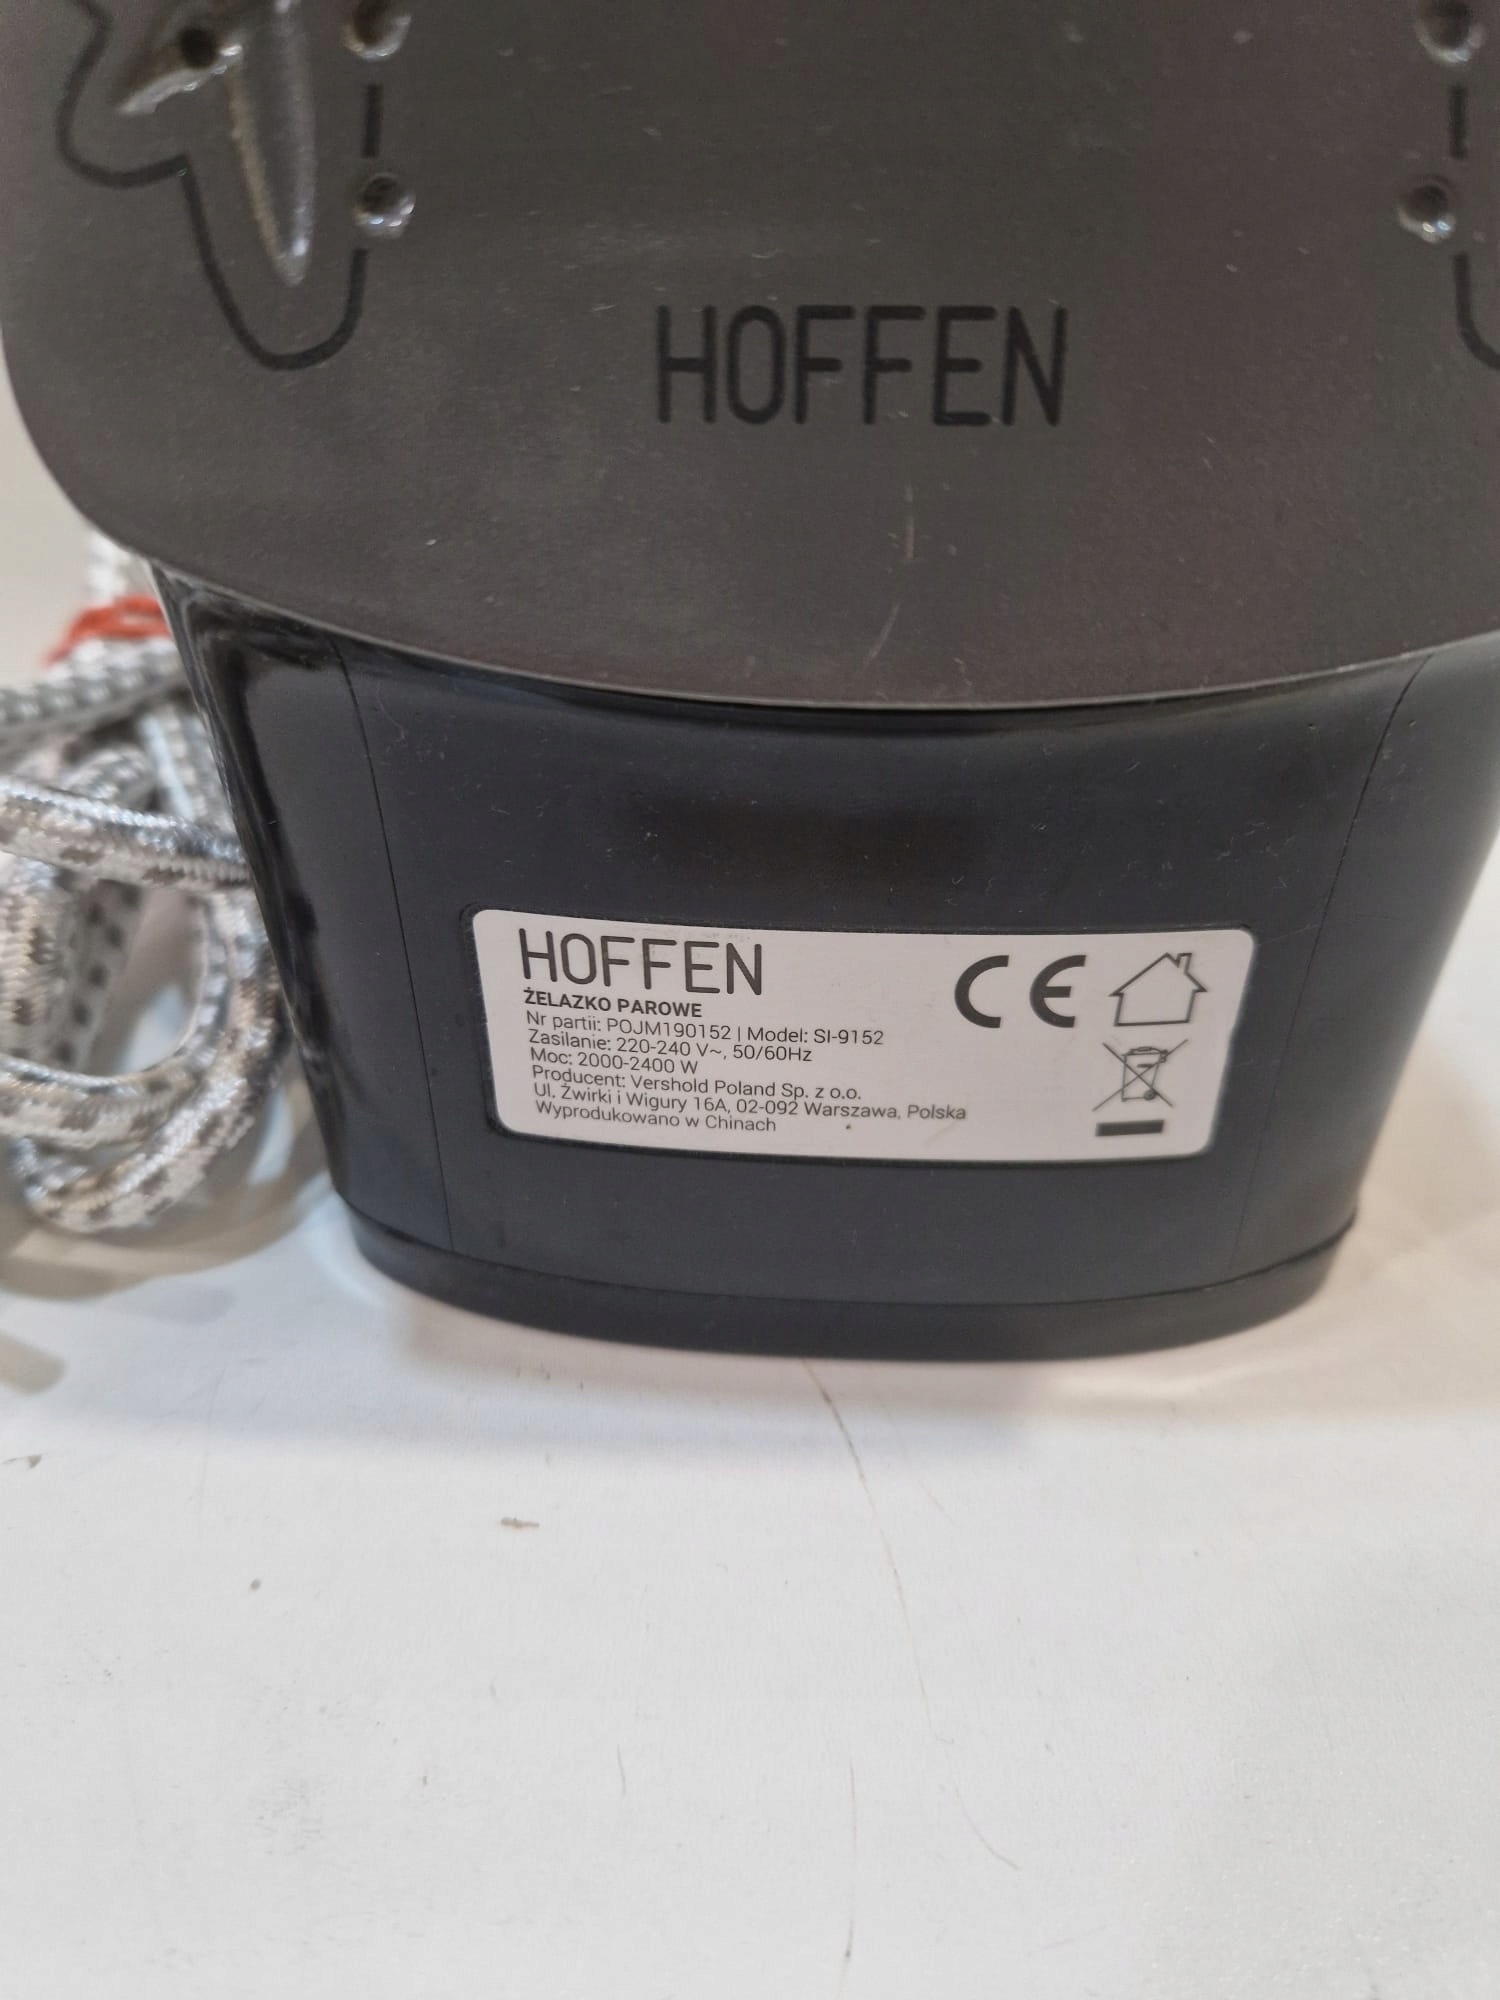 HOFFEN
HOFFEN
ŻELAZKO PAROWE
Nr partii: POJM190152 | Model: SI-9152
Zasilanie: 220-240 V~, 50/60Hz
Moc: 2000-2400 W
Producent: Vershold Poland Sp. z o.o.
Ul. Żwirki i Wigury 16A, 02-092 Warszawa, Polska
Wyprodukowano w Chinach
CE